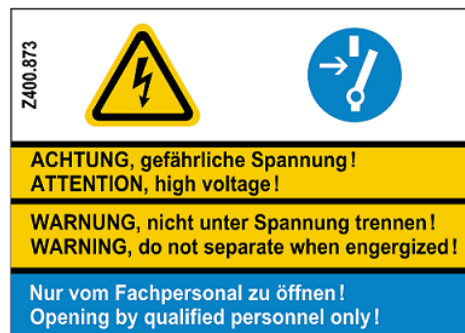 Z400.873
ACHTUNG, gefährliche Spannung!
ATTENTION, high voltage!
WARNUNG, nicht unter Spannung trennen!
WARNING, do not separate when engergized!
Nur vom Fachpersonal zu öffnen!
Opening by qualified personnel only!